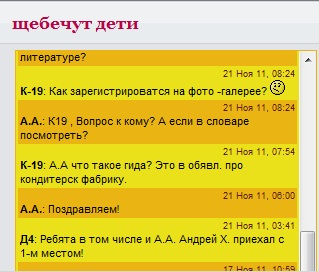 щебечут дети
литературе?
21 Ноя 11, 08:24
К-19: Как зарегистрироватся на фото -галерее?
21 Ноя 11, 08:24
А.А.: К19 , Вопрос к кому? А если в словаре
посмотреть?
21 Ноя 11, 07:54
К-19: А.А что такое гида? Это в обявл. про
кондитерск фабрику.
21 Ноя 11, 06:00
А.А.: Поздравляем!
21 Ноя 11, 03:41
Д4: Ребята в том числе и А.А. Андрей Х. приехал с
1-м местом!
17 Ноя 11, 10:59